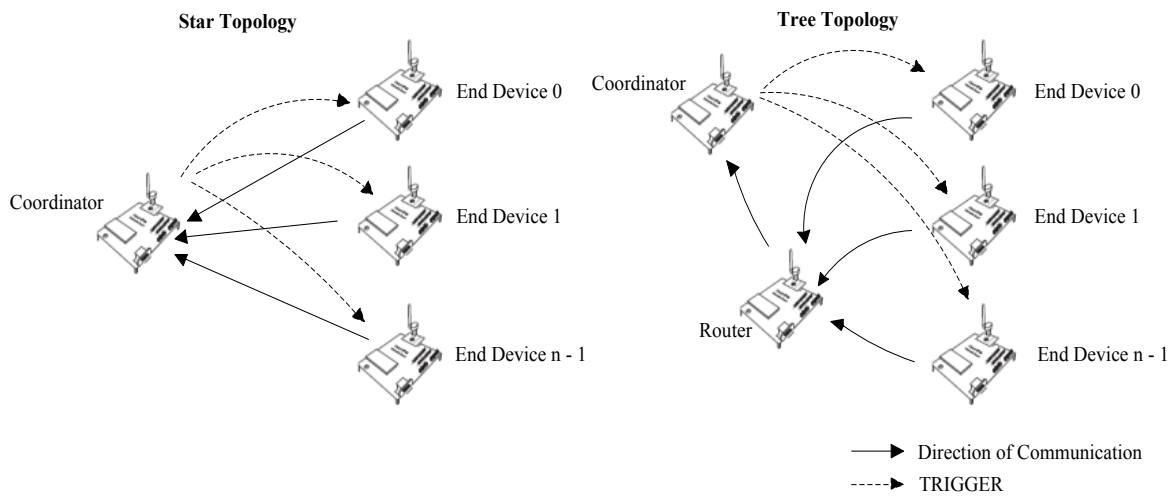 Star Topology
End Device 0
Coordinator
End Device 1
End Device n - 1
Tree Topology
Coordinator
End Device 0
End Device 1
Router
End Device n - 1
Direction of Communication
TRIGGER